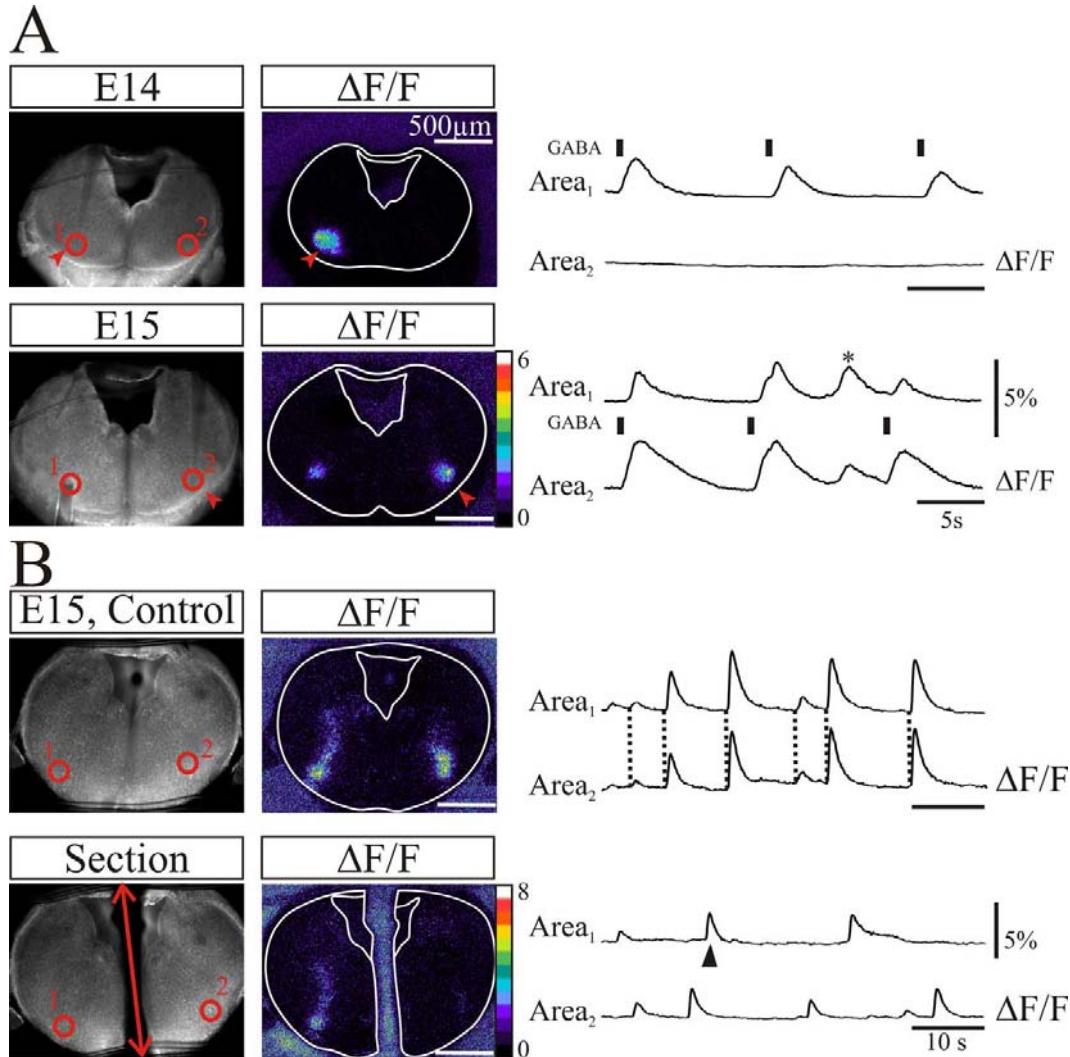 A
E14
ΔF/F
500µm
1
2
GABA
Area1
Area2
ΔF/F
E15
ΔF/F
1
2
6
0
*
Area1
5%
GABA
Area2
ΔF/F
5s
B
E15, Control
ΔF/F
1
2
Area1
Area2
ΔF/F
Section
ΔF/F
1
2
8
0
Area1
5%
Area2
ΔF/F
10 s